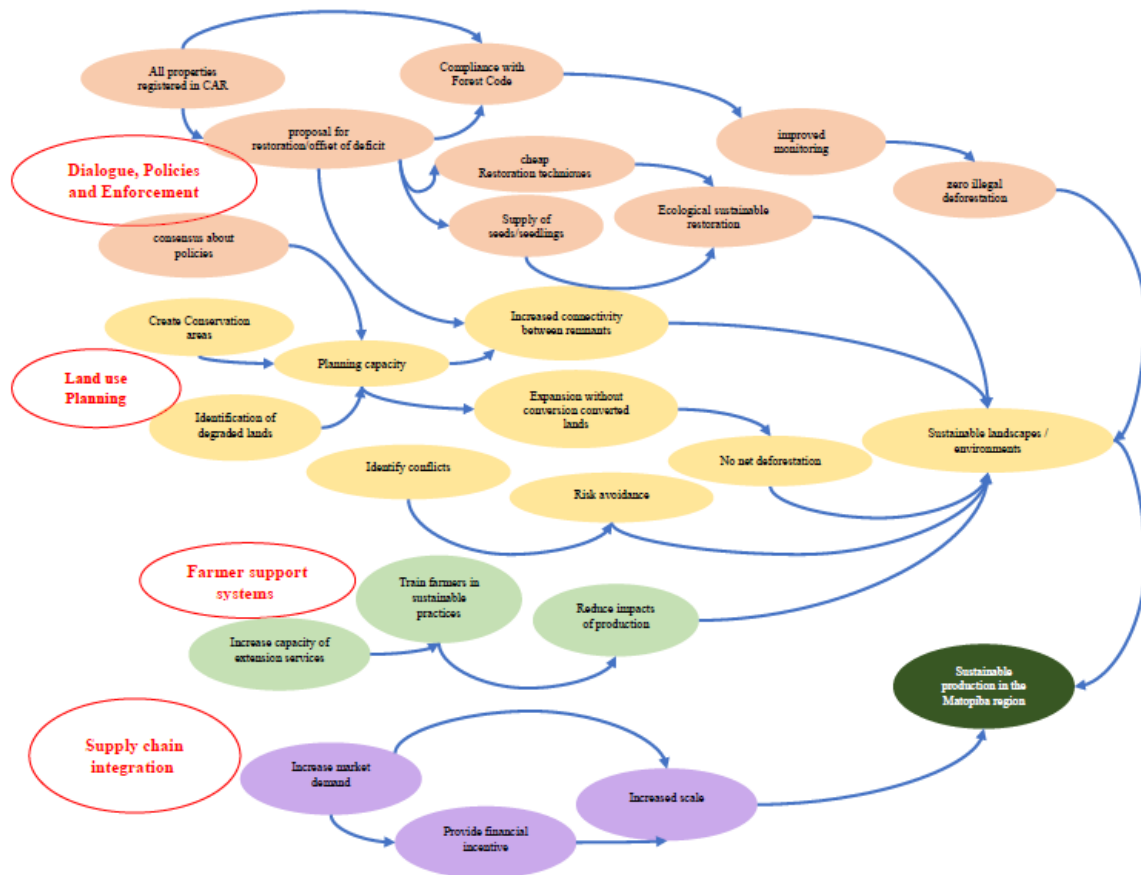 All properties
registered in CAR
Compliance with
Forest Code
proposal for
restoration/offset of deficit
improved
monitoring
Dialogue, Policies
and Enforcement
cheap
Restoration techniques
zero illegal
deforestation
Supply of
seeds/seedlings
Ecological sustainable
restoration
consensus about
policies
Create Conservation
areas
Increased connectivity
between remnants
Planning capacity
Land use
Planning
Expansion without
conversion converted
lands
Identification of
degraded lands
Sustainable landscapes /
environments
Identify conflicts
No net deforestation
Risk avoidance
Farmer support
systems
Train farmers in
sustainable
practices
Reduce impacts
of production
Increase capacity of
extension services
Sustainable
production in the
Matopiba region
Supply chain
integration
Increase market
demand
Increased scale
Provide financial
incentive